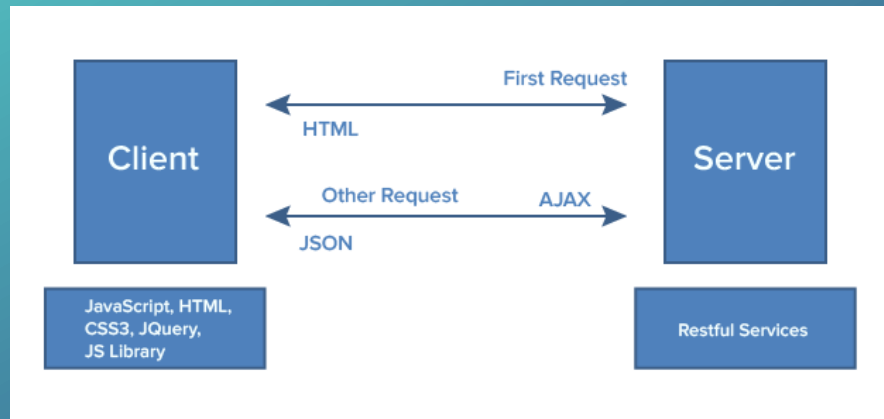 First Request
Client
Server
HTML
Other Request
AJAX
JSON
JavaScript, HTML,
CSS3, JQuery,
JS Library
Restful Services